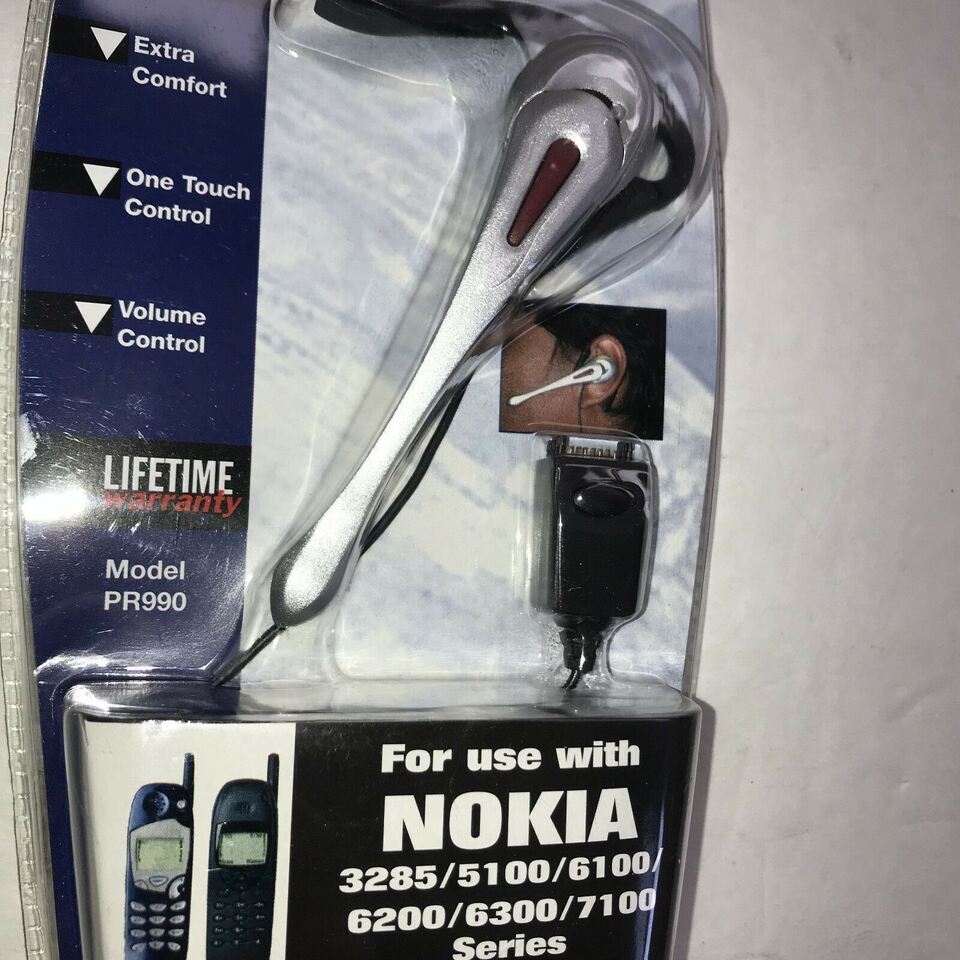 Extra
Comfort
One Touch
Control
Volume
Control
LIFETIME
warranty
Model
PR990
For use with
NOKIA
3285/5100/6100/
6200/6300/7100
Series